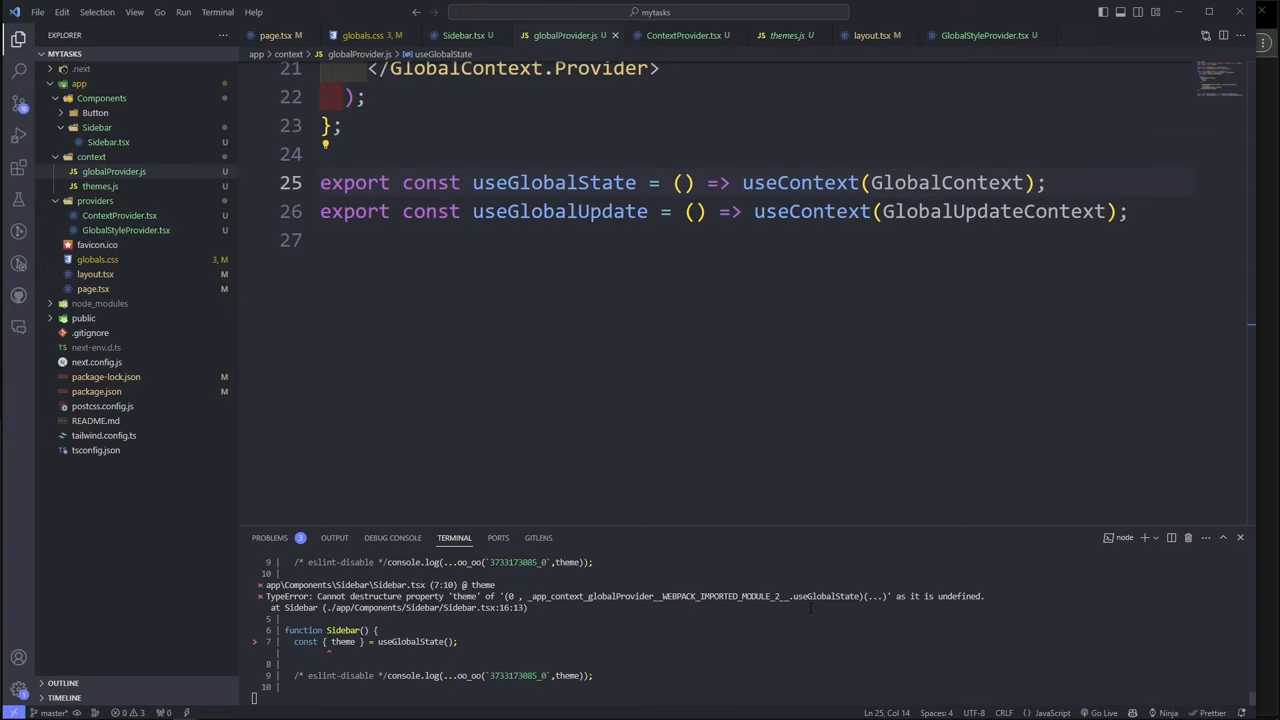 File Edit Selection View Go Run Terminal Help
mytasks
EXPLORER
page.tsx M
globals.css 3, M
Sidebar.tsx U
globalProvider.js U
ContextProvider.tsx U
themes.js U
layout.tsx M
GlobalStyleProvider.tsx U
app > context > JS globalProvider.js > useGlobalState
MYTASKS
.next
app
Components
Button
Sidebar
Sidebar.tsx U
context
JS globalProvider.js U
JS themes.js U
providers
ContextProvider.tsx U
GlobalStyleProvider.tsx U
favicon.ico
globals.css 3, M
layout.tsx M
page.tsx M
node_modules
public
.gitignore
TS next-env.d.ts
next.config.js
package-lock.json M
package.json M
postcss.config.js
README.md
tailwind.config.ts
tsconfig.json
OUTLINE
TIMELINE
21 </GlobalContext.Provider>
22 );
23 };
24
25 export const useGlobalState = () => useContext(GlobalContext);
26 export const useGlobalUpdate = () => useContext(GlobalUpdateContext);
27
PROBLEMS 3 OUTPUT DEBUG CONSOLE TERMINAL PORTS GITLENS
node
9 | /* eslint-disable */console.log(...oo_oo(`3733173085_0`,theme));
10 |
× app\Components\Sidebar\Sidebar.tsx (7:10) @ theme
× TypeError: Cannot destructure property 'theme' of '(0 , _app_context_globalProvider__WEBPACK_IMPORTED_MODULE_2__.useGlobalState)(...)' as it is undefined.
at Sidebar (./app/Components/Sidebar/Sidebar.tsx:16:13)
5 |
6 | function Sidebar() {
> 7 | const { theme } = useGlobalState();
| ^
8 |
9 | /* eslint-disable */console.log(...oo_oo(`3733173085_0`,theme));
10 |
master* 0 3 0
Ln 25, Col 14 Spaces: 4 UTF-8 CRLF JavaScript Go Live Ninja Prettier